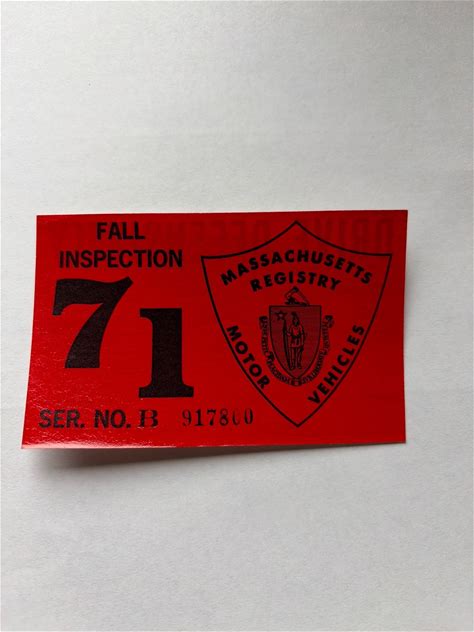 FALL
INSPECTION
71
SER. NO. B 917800
MASSACHUSETTS
REGISTRY
MOTOR
VEHICLES